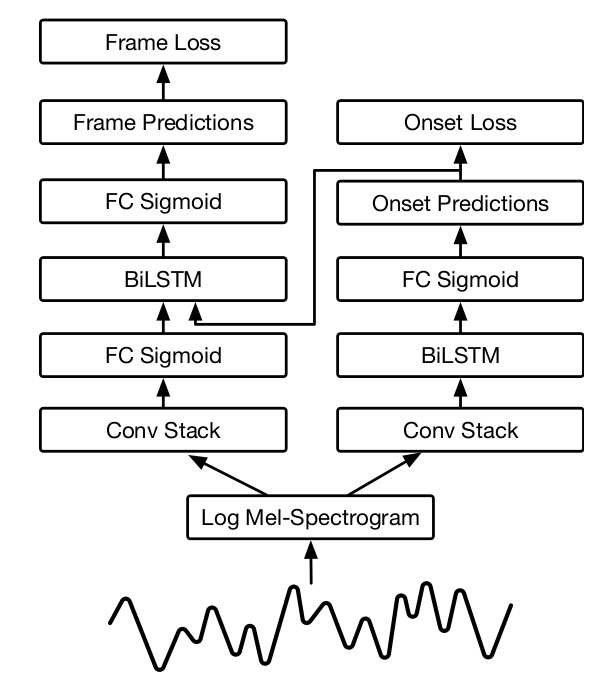 Frame Loss
Frame Predictions
Onset Loss
FC Sigmoid
Onset Predictions
BiLSTM
FC Sigmoid
FC Sigmoid
BiLSTM
Conv Stack
Conv Stack
Log Mel-Spectrogram